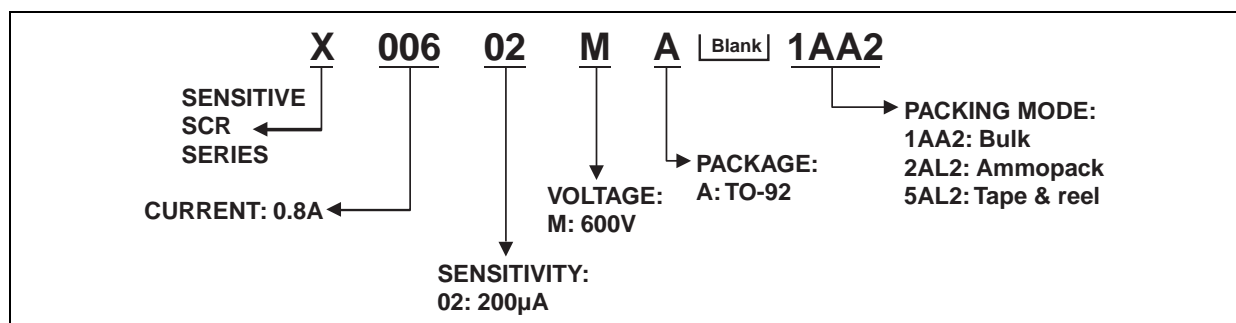 X 006 02 M A Blank 1AA2
SENSITIVE
SCR
SERIES
CURRENT: 0.8A
SENSITIVITY:
02: 200µA
VOLTAGE:
M: 600V
PACKAGE:
A: TO-92
PACKING MODE:
1AA2: Bulk
2AL2: Ammopack
5AL2: Tape & reel